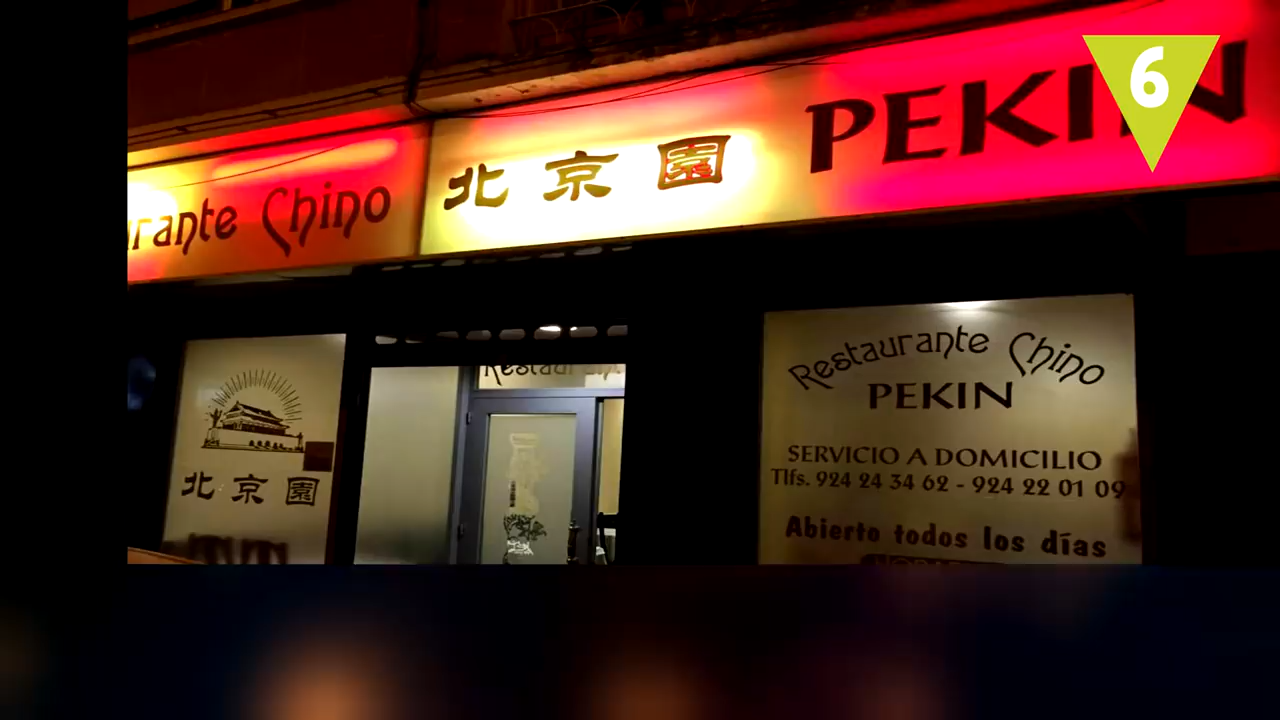 6
urante Chino
北京園
PEKIN
北京園
Restaurante Chino
PEKIN
SERVICIO A DOMICILIO
Tlfs. 924 24 34 62 - 924 22 01 09
Abierto todos los días